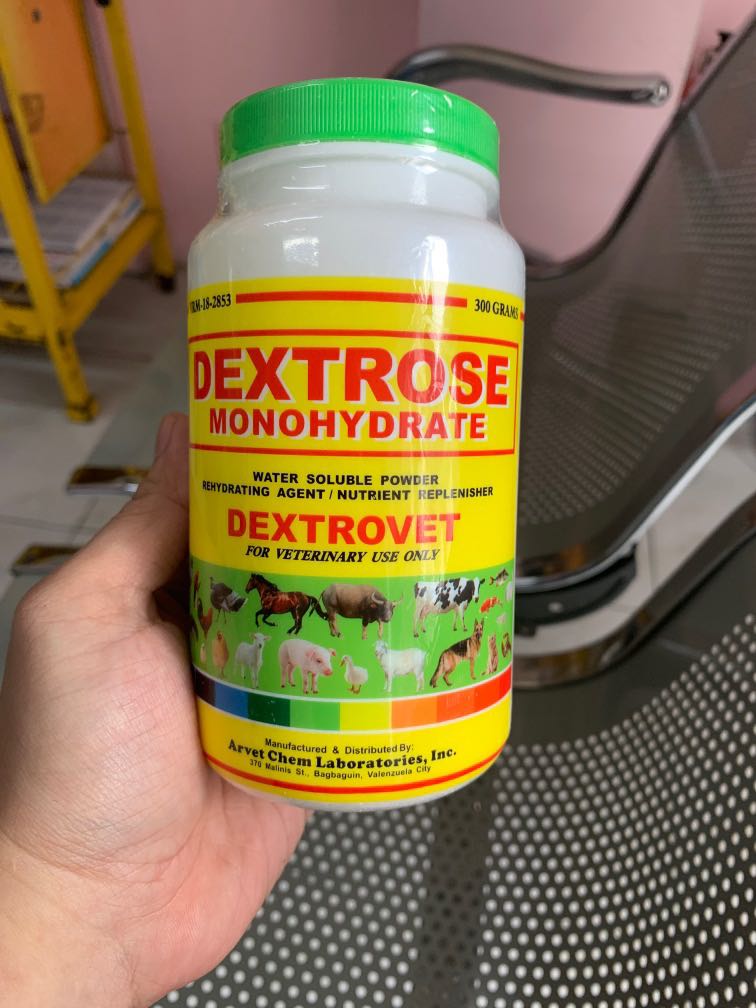 -18-2853 300 GRAMS
DEXTROSE
MONOHYDRATE
WATER SOLUBLE POWDER
REHYDRATING AGENT / NUTRIENT REPLENISHER
DEXTROVET
FOR VETERINARY USE ONLY
Manufactured & Distributed By:
Arvet Chem Laboratories, Inc.
370 Malinis St., Bagbaguin, Valenzuela City